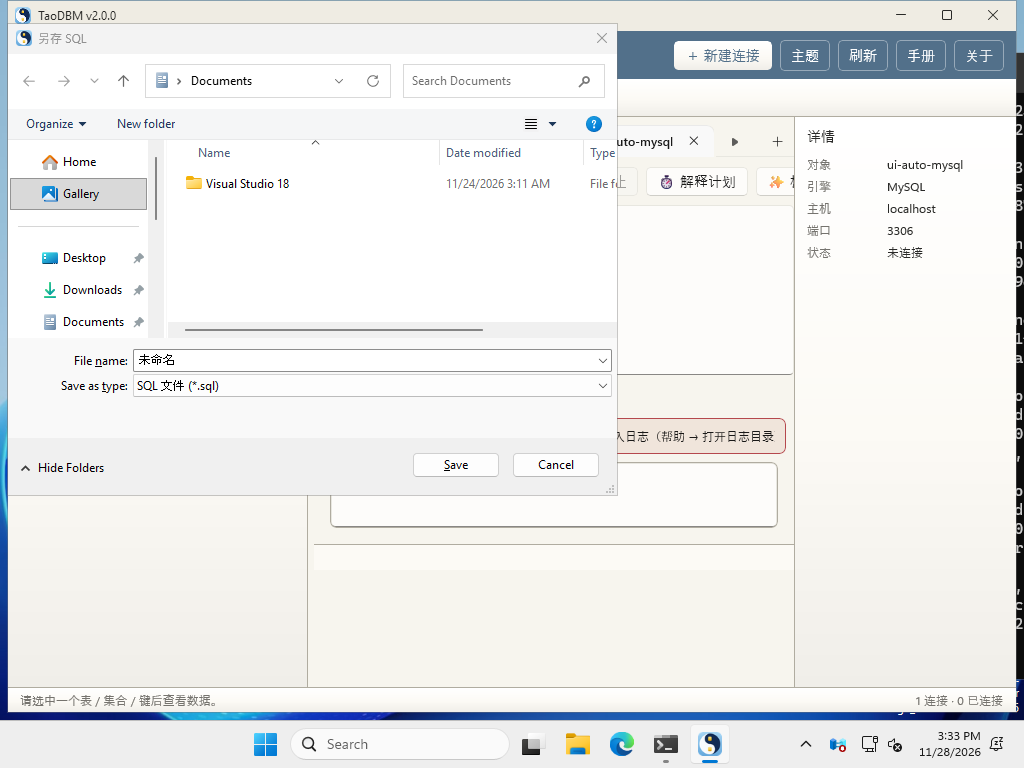 TaoDBM v2.0.0
另存 SQL
+ 新建连接
主题
刷新
手册
关于
Documents
Search Documents
Organize
New folder
Name
Date modified
Type
Home
Gallery
Visual Studio 18
11/24/2026 3:11 AM
File
Desktop
Downloads
Documents
File name:
未命名
Save as type:
SQL 文件 (*.sql)
Hide Folders
Save
Cancel
uto-mysql
止
解释计划
入日志（帮助 → 打开日志目录
详情
对象
ui-auto-mysql
引擎
MySQL
主机
localhost
端口
3306
状态
未连接
请选中一个表 / 集合 / 键后查看数据。
1 连接 · 0 已连接
Search
3:33 PM
11/28/2026